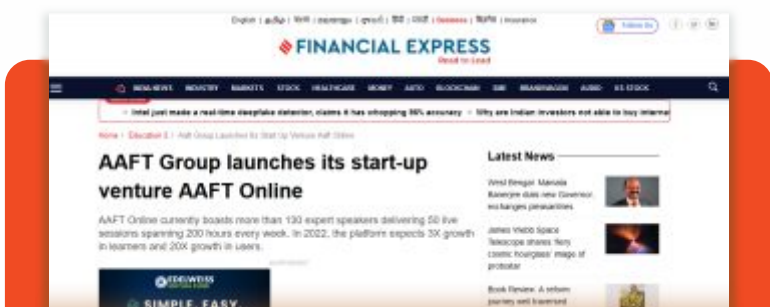 FINANCIAL EXPRESS
Read to Lead
INDIA NEWS INDUSTRY MARKETS STOCK HEALTHCARE MONEY AUTO BLOCKCHAIN SME BRANDWAGON AUDIO US STOCK
Intel just made a real-time deepfake detector, claims it has whopping 96% accuracy
Why are Indian investors not able to buy interna
Home Education
AAFT Group launches its start-up
venture AAFT Online
AAFT Online currently boasts more than 130 expert speakers delivering 50 live
sessions spanning 200 hours every week. In 2022, the platform expects 3X growth
in learners and 20X growth in users.
EDELWEISS
SIMPLE, EASY
Latest News
West Bengal: Mamata
Banerjee dials new Governor,
exchanges pleasantries
James Webb Space
Telescope shares 'fiery
cosmic hourglass' image of
protostar
Book Review: A reform
journey well traversed